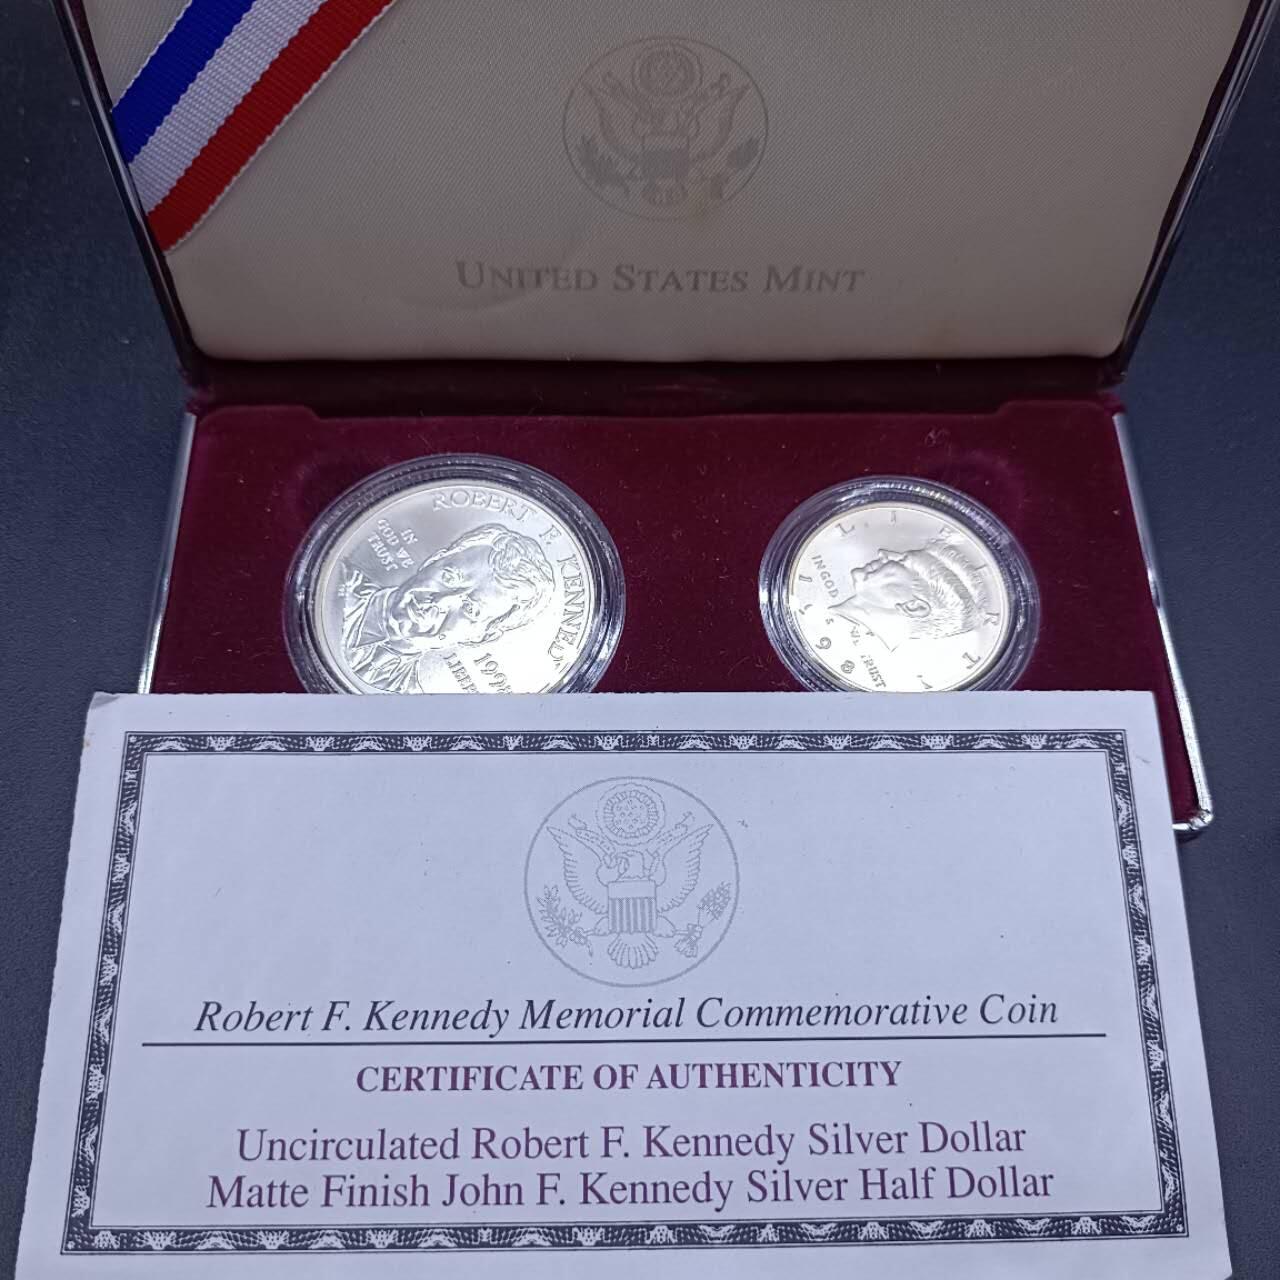 UNITED STATES MINT
ROBERT F. KENNEDY
IN
GOD WE
TRUST
1998
LIBERTY
IN GOD
WE TRUST
Robert F. Kennedy Memorial Commemorative Coin
CERTIFICATE OF AUTHENTICITY
Uncirculated Robert F. Kennedy Silver Dollar
Matte Finish John F. Kennedy Silver Half Dollar